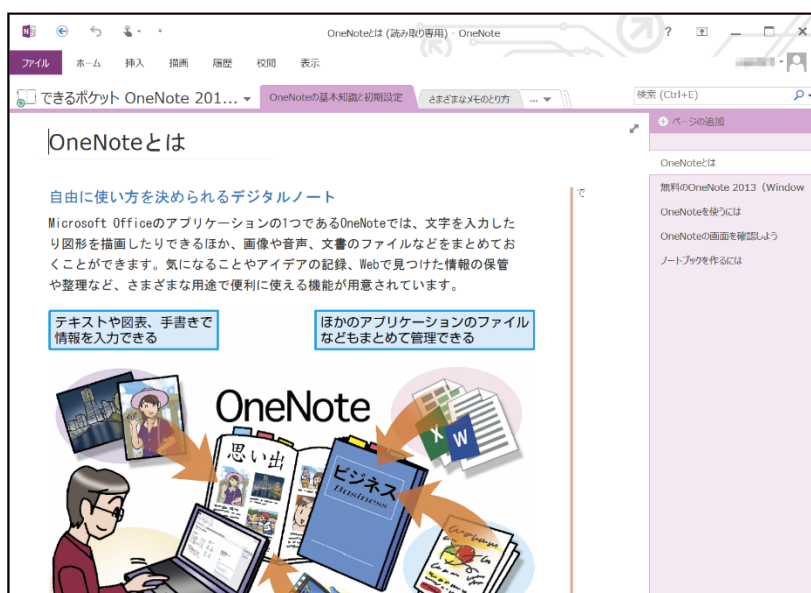 OneNoteとは (読み取り専用) - OneNote
?
ファイル ホーム 挿入 描画 履歴 校閲 表示
できるポケット OneNote 201...
OneNoteの基本知識と初期設定
さまざまなメモのとり方
...
検索 (Ctrl+E)
ページの追加
OneNoteとは
無料のOneNote 2013（Window
OneNoteを使うには
OneNoteの画面を確認しよう
ノートブックを作るには
OneNoteとは
自由に使い方を決められるデジタルノート
Microsoft Officeのアプリケーションの1つであるOneNoteでは、文字を入力した
り図形を描画したりできるほか、画像や音声、文書のファイルなどをまとめてお
くことができます。気になることやアイデアの記録、Webで見つけた情報の保管
や整理など、さまざまな用途で便利に使える機能が用意されています。
で
テキストや図表、手書きで
情報を入力できる
ほかのアプリケーションのファイル
などもまとめて管理できる
OneNote
思い出
ビジネス
Business
X
W